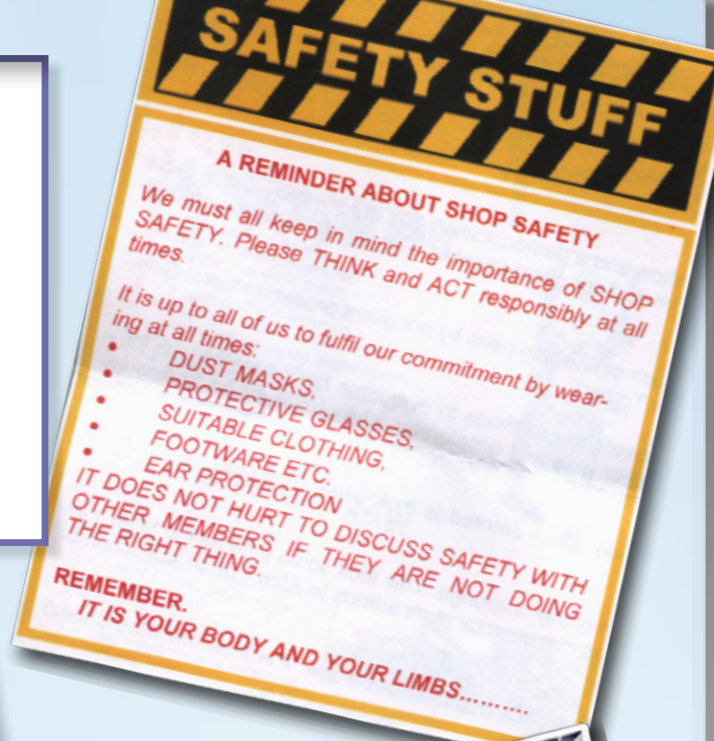 SAFETY STUFF
A REMINDER ABOUT SHOP SAFETY
We must all keep in mind the importance of SHOP
SAFETY. Please THINK and ACT responsibly at all
times.
It is up to all of us to fulfil our commitment by wear-
ing at all times:
• DUST MASKS,
• PROTECTIVE GLASSES,
• SUITABLE CLOTHING,
• FOOTWARE ETC.
• EAR PROTECTION
IT DOES NOT HURT TO DISCUSS SAFETY WITH
OTHER MEMBERS IF THEY ARE NOT DOING
THE RIGHT THING.
REMEMBER.
IT IS YOUR BODY AND YOUR LIMBS..........